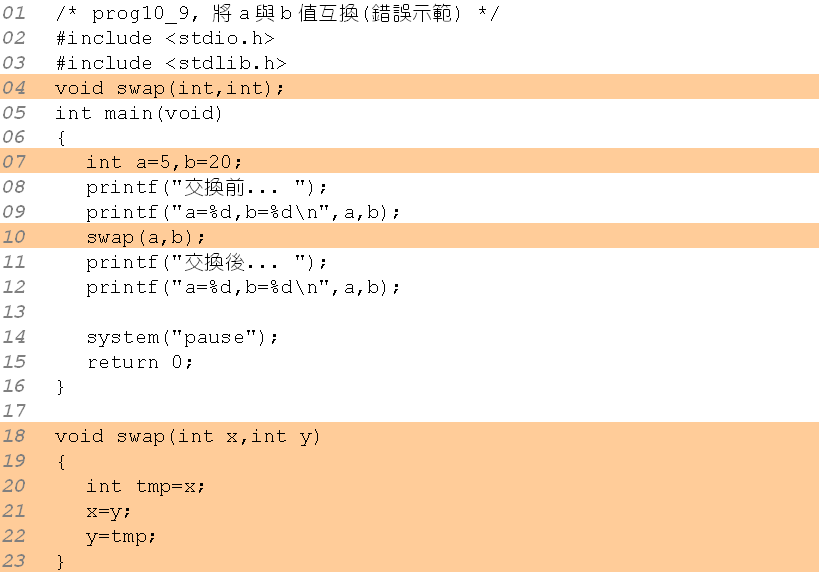 01 /* prog10_9, 將 a 與 b 值互換(錯誤示範) */
02 #include <stdio.h>
03 #include <stdlib.h>
04 void swap(int,int);
05 int main(void)
06 {
07 int a=5,b=20;
08 printf("交換前... ");
09 printf("a=%d,b=%d\n",a,b);
10 swap(a,b);
11 printf("交換後... ");
12 printf("a=%d,b=%d\n",a,b);
13
14 system("pause");
15 return 0;
16 }
17
18 void swap(int x,int y)
19 {
20 int tmp=x;
21 x=y;
22 y=tmp;
23 }